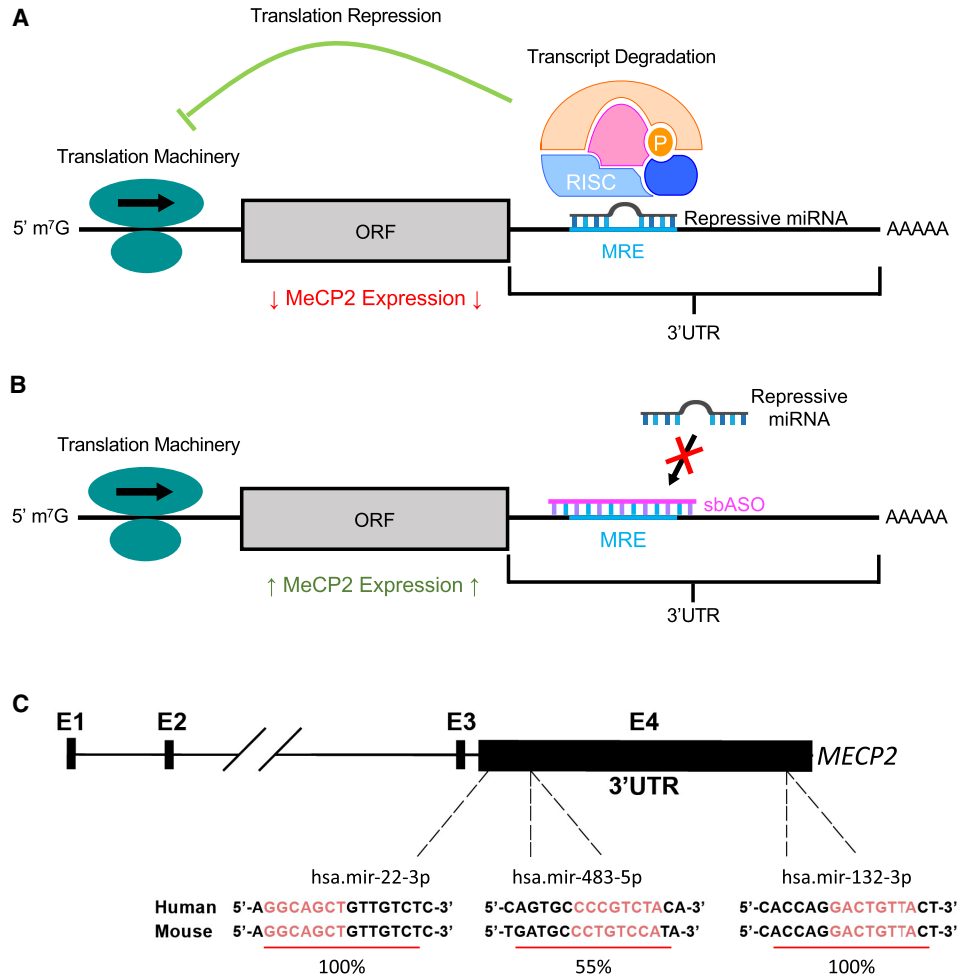 A
Translation Repression
Transcript Degradation
Translation Machinery
P
RISC
5' m⁷G
ORF
Repressive miRNA
AAAAA
MRE
↓ MeCP2 Expression ↓
3'UTR
B
Repressive
miRNA
Translation Machinery
5' m⁷G
ORF
sbASO
AAAAA
MRE
↑ MeCP2 Expression ↑
3'UTR
C
E1 E2 E3 E4
MECP2
3'UTR
hsa.mir-22-3p hsa.mir-483-5p hsa.mir-132-3p
Human 5'-AGGCAGCTGTTGTCTC-3' 5'-CAGTGCCCCGTCTACA-3' 5'-CACCAGGACTGTTACT-3'
Mouse 5'-AGGCAGCTGTTGTCTC-3' 5'-TGATGCCCTGTCCATA-3' 5'-CACCAGGACTGTTACT-3'
100% 55% 100%